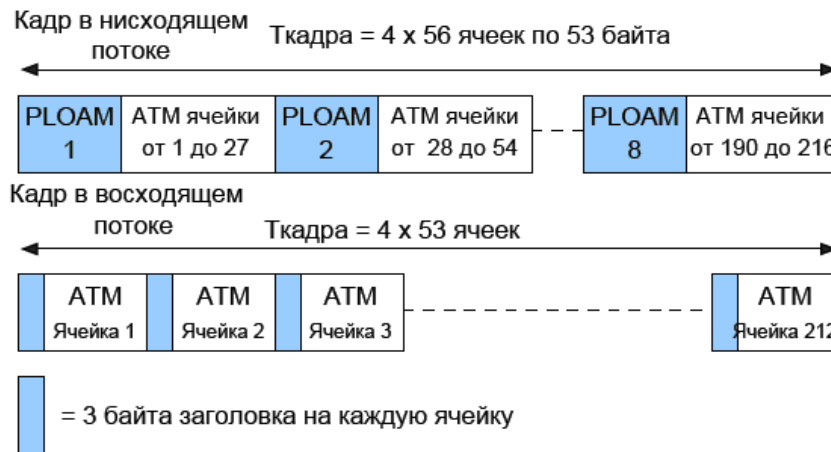 Кадр в нисходящем
потоке
Ткадра = 4 x 56 ячеек по 53 байта
PLOAM
1
АТМ ячейки
от 1 до 27
PLOAM
2
АТМ ячейки
от 28 до 54
PLOAM
8
АТМ ячейки
от 190 до 216
Кадр в восходящем
потоке
Ткадра = 4 x 53 ячеек
АТМ
Ячейка 1
АТМ
Ячейка 2
АТМ
Ячейка 3
АТМ
Ячейка 212
= 3 байта заголовка на каждую ячейку